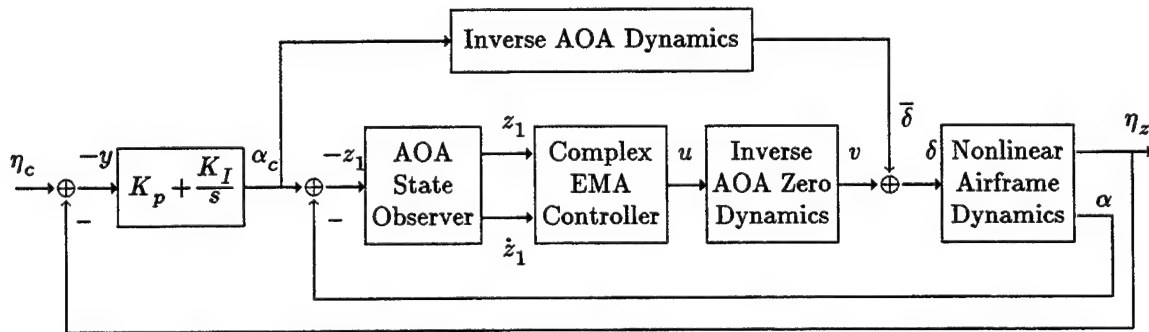 Inverse AOA Dynamics
η_c
−y
K_p + K_I/s
α_c
−z_1
AOA
State
Observer
z_1
ż_1
Complex
EMA
Controller
u
Inverse
AOA Zero
Dynamics
v
δ̅
δ
Nonlinear
Airframe
Dynamics
η_z
α
−
−